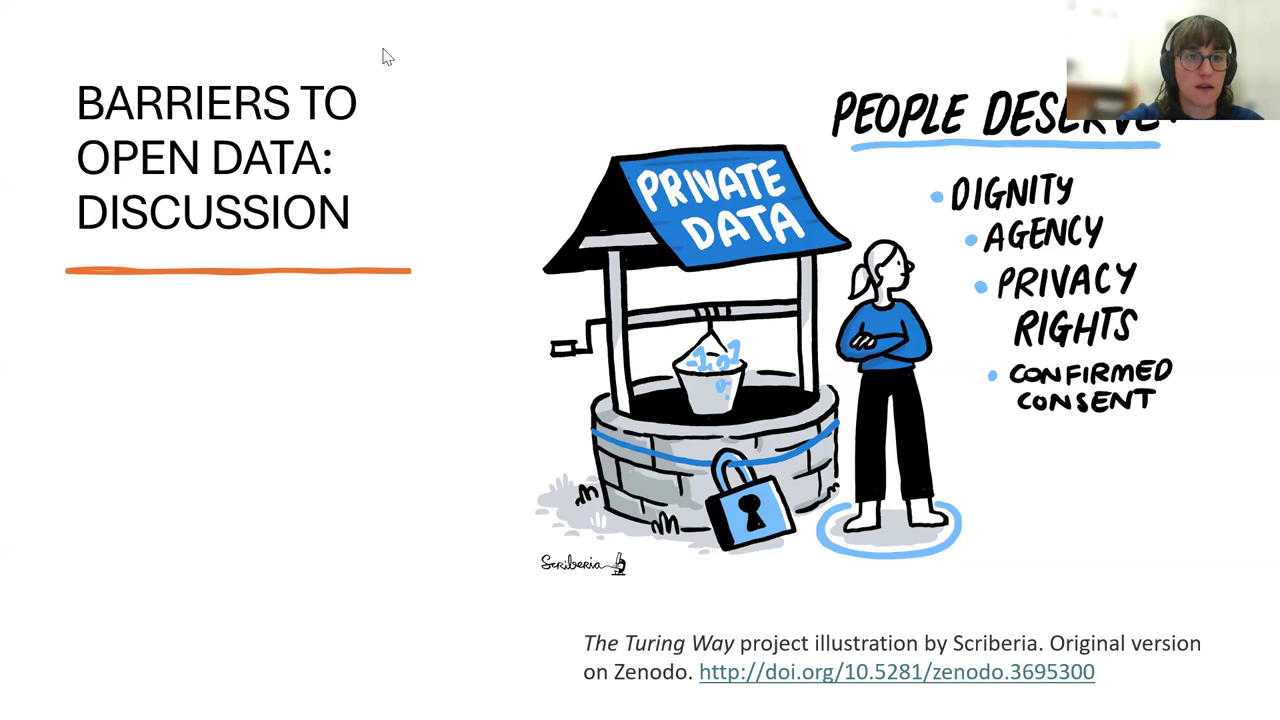 BARRIERS TO
OPEN DATA:
DISCUSSION
PEOPLE DESERVE
PRIVATE
DATA
DIGNITY
AGENCY
PRIVACY
RIGHTS
CONFIRMED
CONSENT
Scriberia
The Turing Way project illustration by Scriberia. Original version
on Zenodo. http://doi.org/10.5281/zenodo.3695300